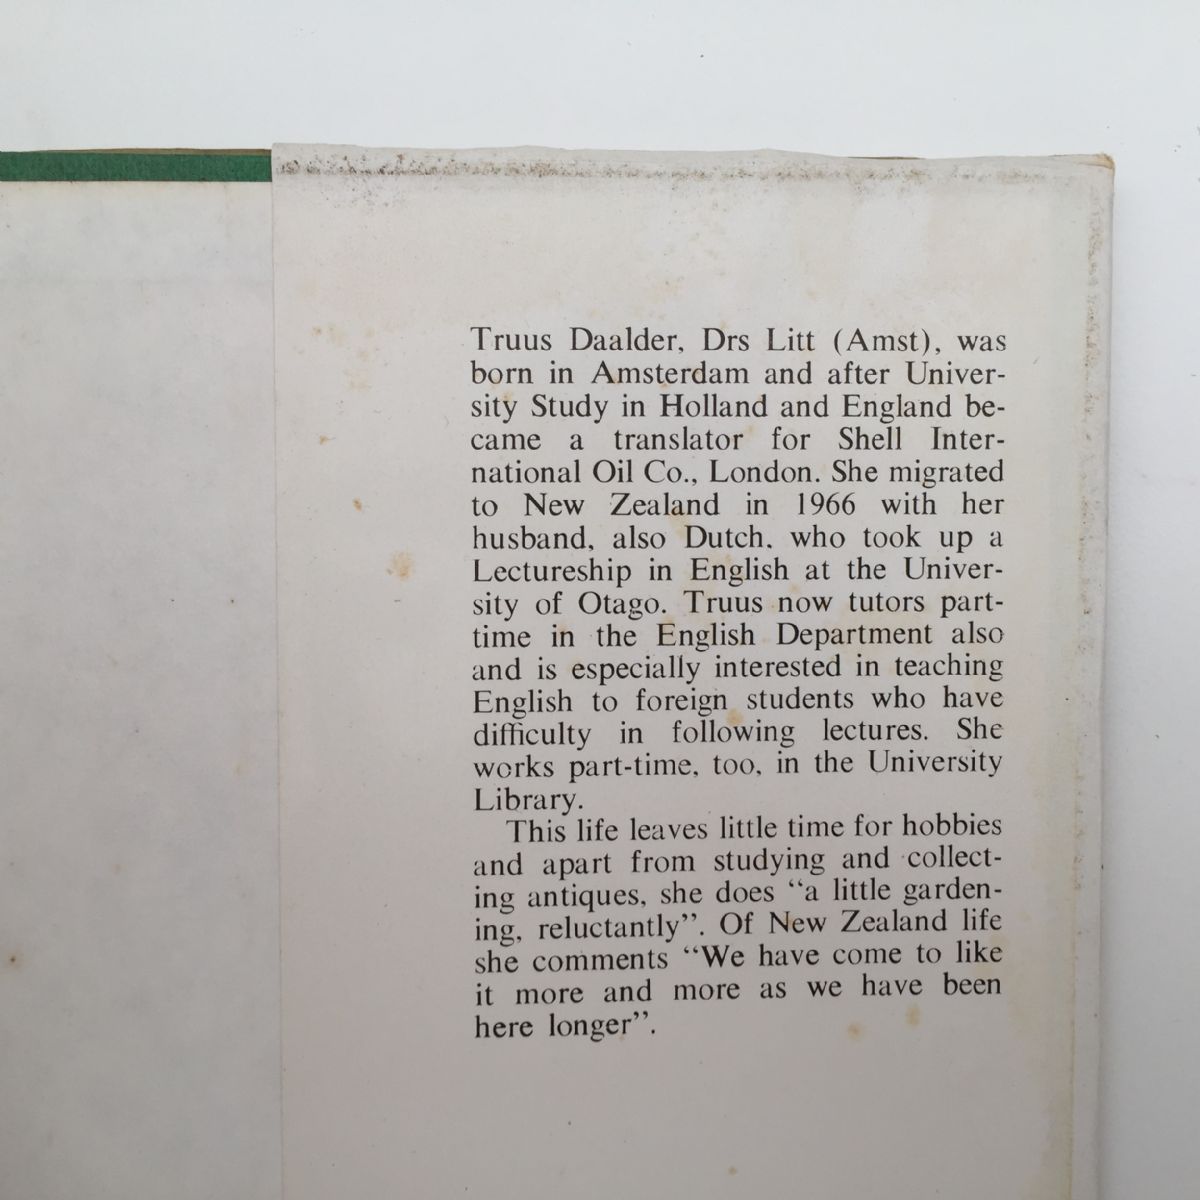 Truus Daalder, Drs Litt (Amst), was
born in Amsterdam and after Univer-
sity Study in Holland and England be-
came a translator for Shell Inter-
national Oil Co., London. She migrated
to New Zealand in 1966 with her
husband, also Dutch, who took up a
Lectureship in English at the Univer-
sity of Otago. Truus now tutors part-
time in the English Department also
and is especially interested in teaching
English to foreign students who have
difficulty in following lectures. She
works part-time, too, in the University
Library.
This life leaves little time for hobbies
and apart from studying and collect-
ing antiques, she does “a little garden-
ing, reluctantly”. Of New Zealand life
she comments “We have come to like
it more and more as we have been
here longer”.